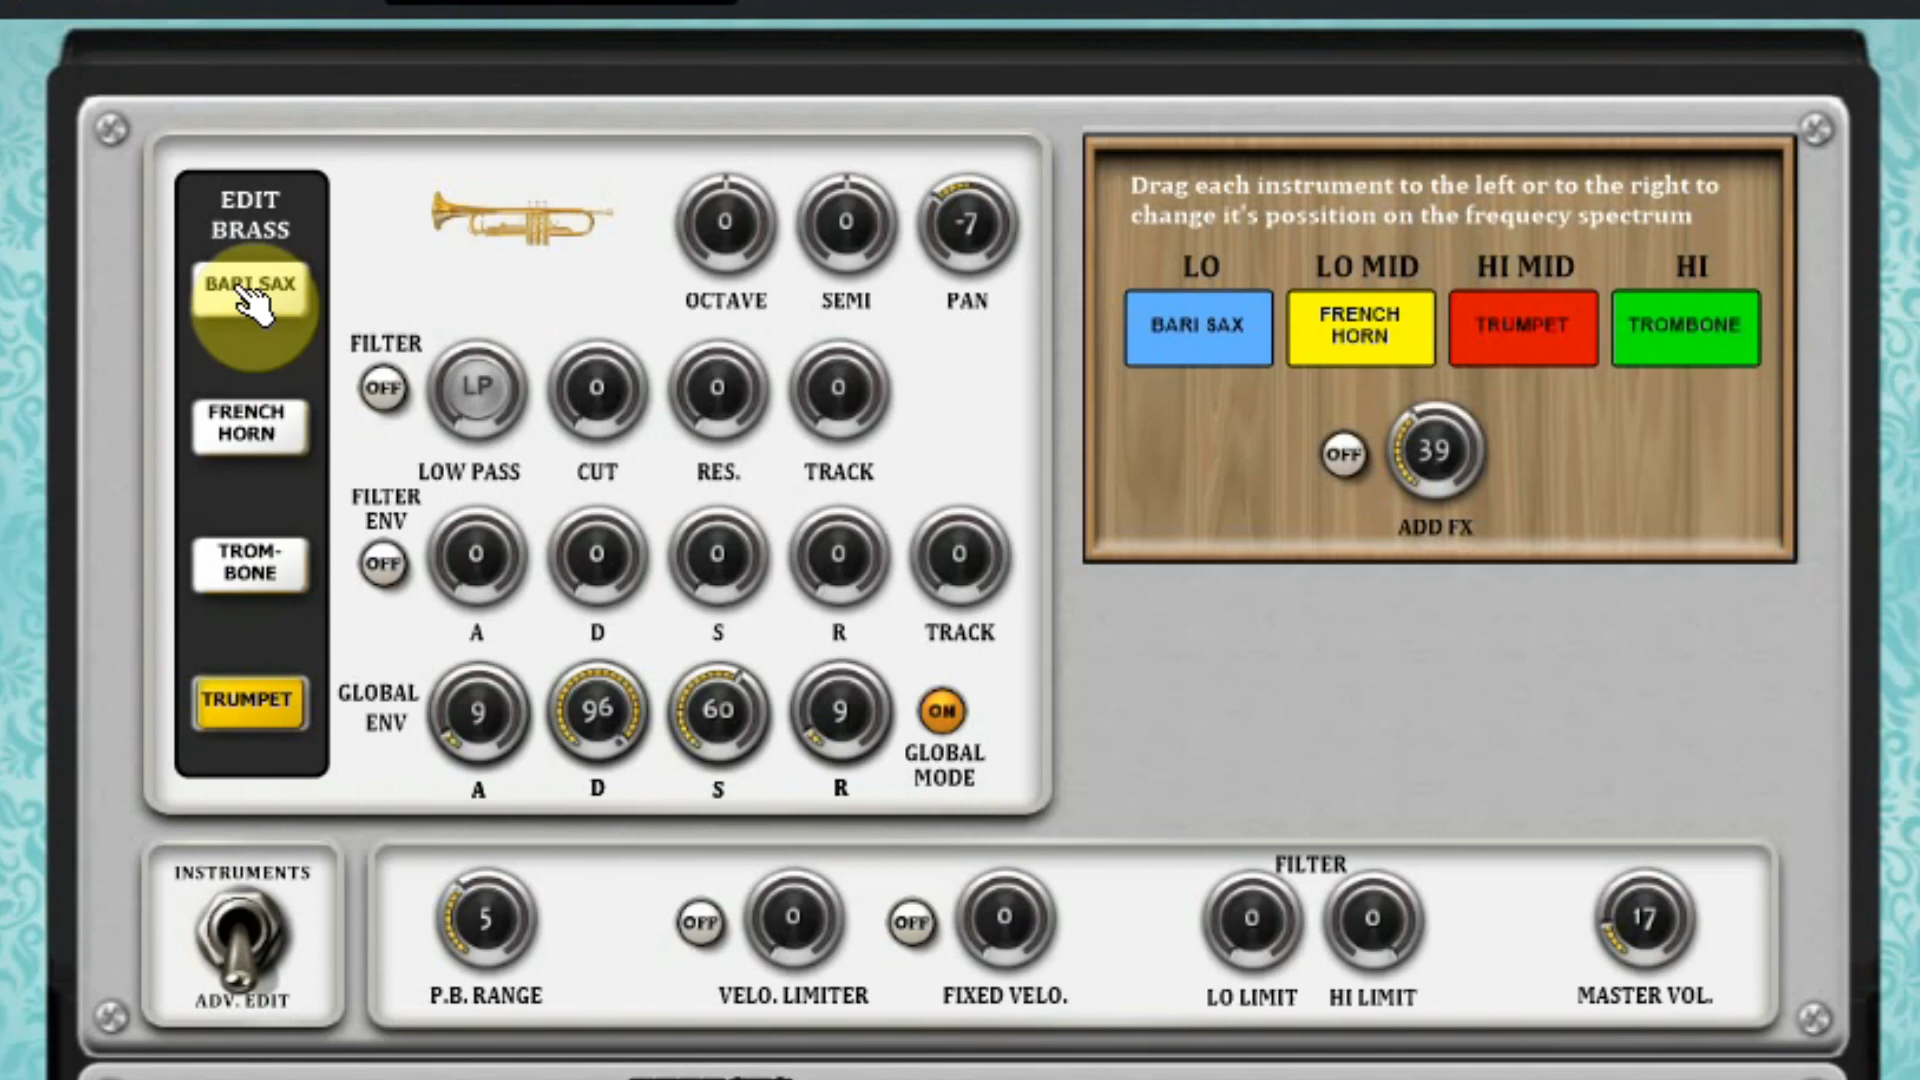 EDIT
BRASS
BARI SAX
FRENCH
HORN
TROM-
BONE
TRUMPET
0
0
-7
OCTAVE
SEMI
PAN
FILTER
OFF
LP
0
0
0
LOW PASS
CUT
RES.
TRACK
FILTER
ENV
OFF
0
0
0
0
0
A
D
S
R
TRACK
GLOBAL
ENV
9
96
60
9
ON
GLOBAL
MODE
A
D
S
R
Drag each instrument to the left or to the right to
change it's possition on the frequecy spectrum
LO
LO MID
HI MID
HI
BARI SAX
FRENCH
HORN
TRUMPET
TROMBONE
OFF
39
ADD FX
INSTRUMENTS
ADV. EDIT
5
P.B. RANGE
OFF
0
VELO. LIMITER
OFF
0
FIXED VELO.
FILTER
0
0
LO LIMIT
HI LIMIT
17
MASTER VOL.